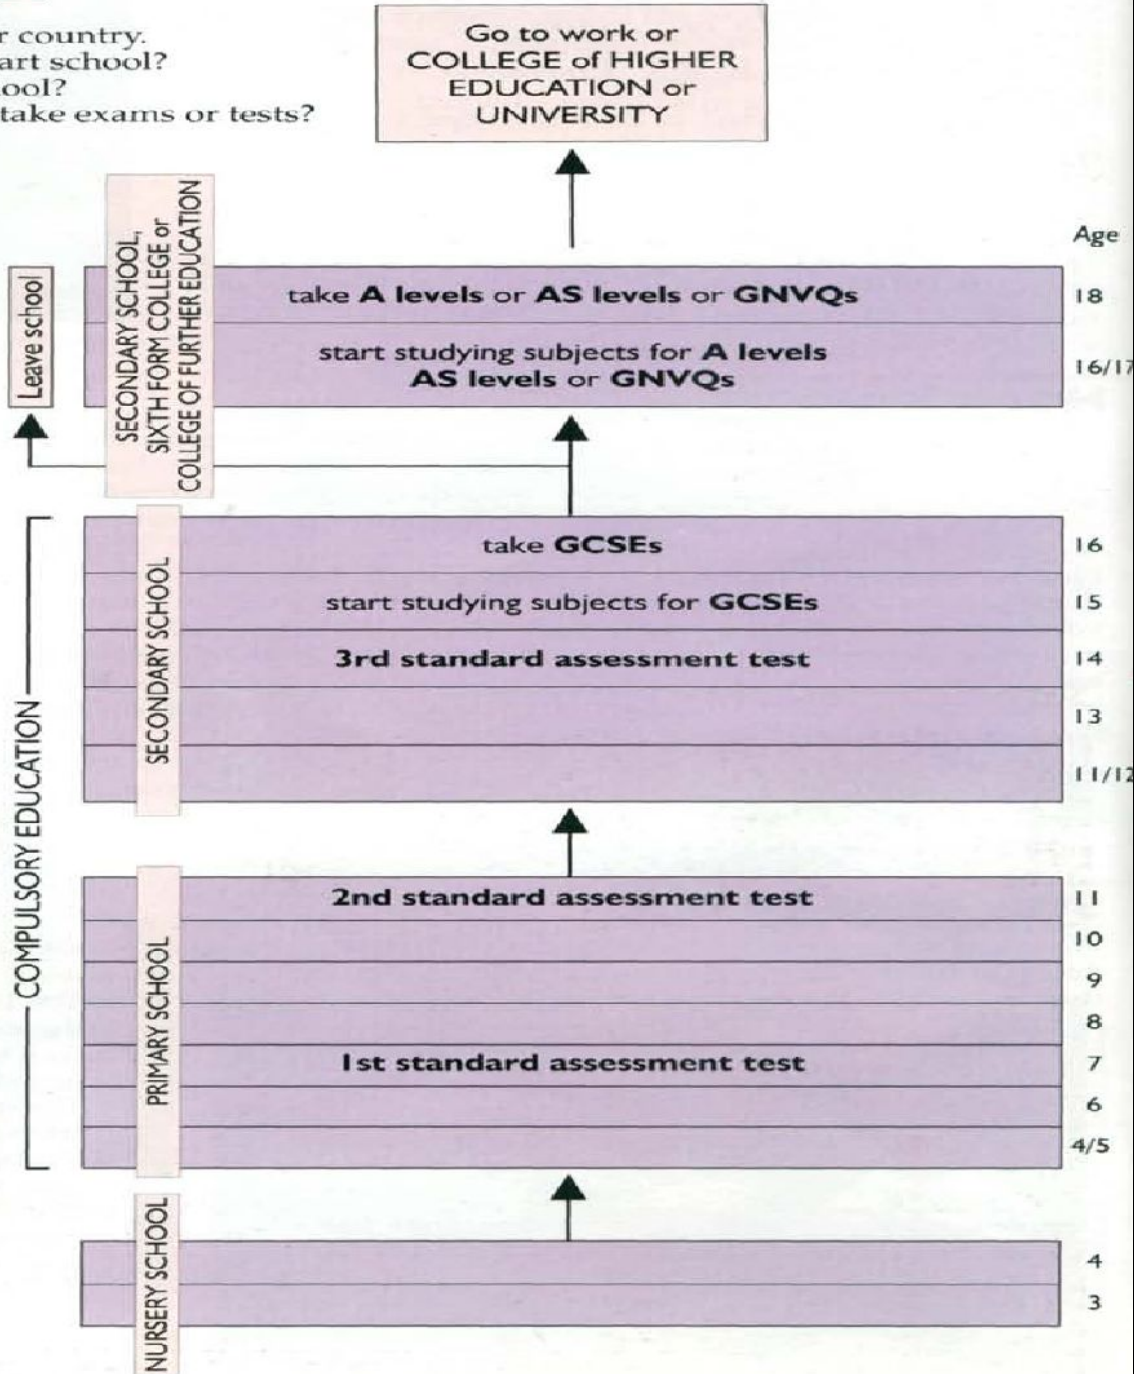 r country.
art school?
ool?
take exams or tests?
Go to work or
COLLEGE of HIGHER
EDUCATION or
UNIVERSITY
Age
Leave school
SECONDARY SCHOOL,
SIXTH FORM COLLEGE or
COLLEGE OF FURTHER EDUCATION
take A levels or AS levels or GNVQs
18
start studying subjects for A levels
AS levels or GNVQs
16/17
COMPULSORY EDUCATION
SECONDARY SCHOOL
take GCSEs
16
start studying subjects for GCSEs
15
3rd standard assessment test
14
13
11/12
PRIMARY SCHOOL
2nd standard assessment test
11
10
9
8
1st standard assessment test
7
6
4/5
NURSERY SCHOOL
4
3